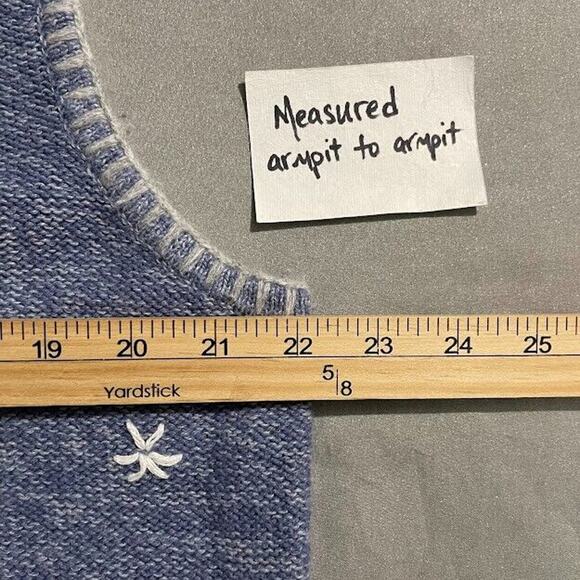 Measured
armpit to armpit
19 20 21 22 23 24 25
5|8
Yardstick